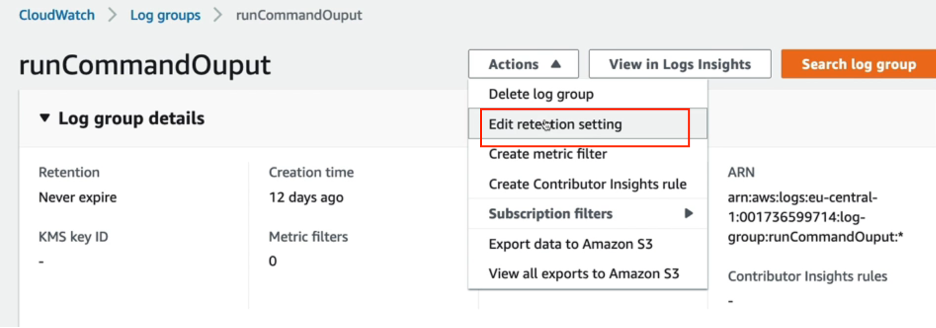 CloudWatch > Log groups > runCommandOuput
runCommandOuput
Actions ▲
View in Logs Insights
Search log group
▼ Log group details
Retention
Never expire
KMS key ID
-
Creation time
12 days ago
Metric filters
0
Delete log group
Edit retention setting
Create metric filter
Create Contributor Insights rule
Subscription filters ▶
Export data to Amazon S3
View all exports to Amazon S3
ARN
arn:aws:logs:eu-central-
1:001736599714:log-
group:runCommandOuput:*
Contributor Insights rules
-